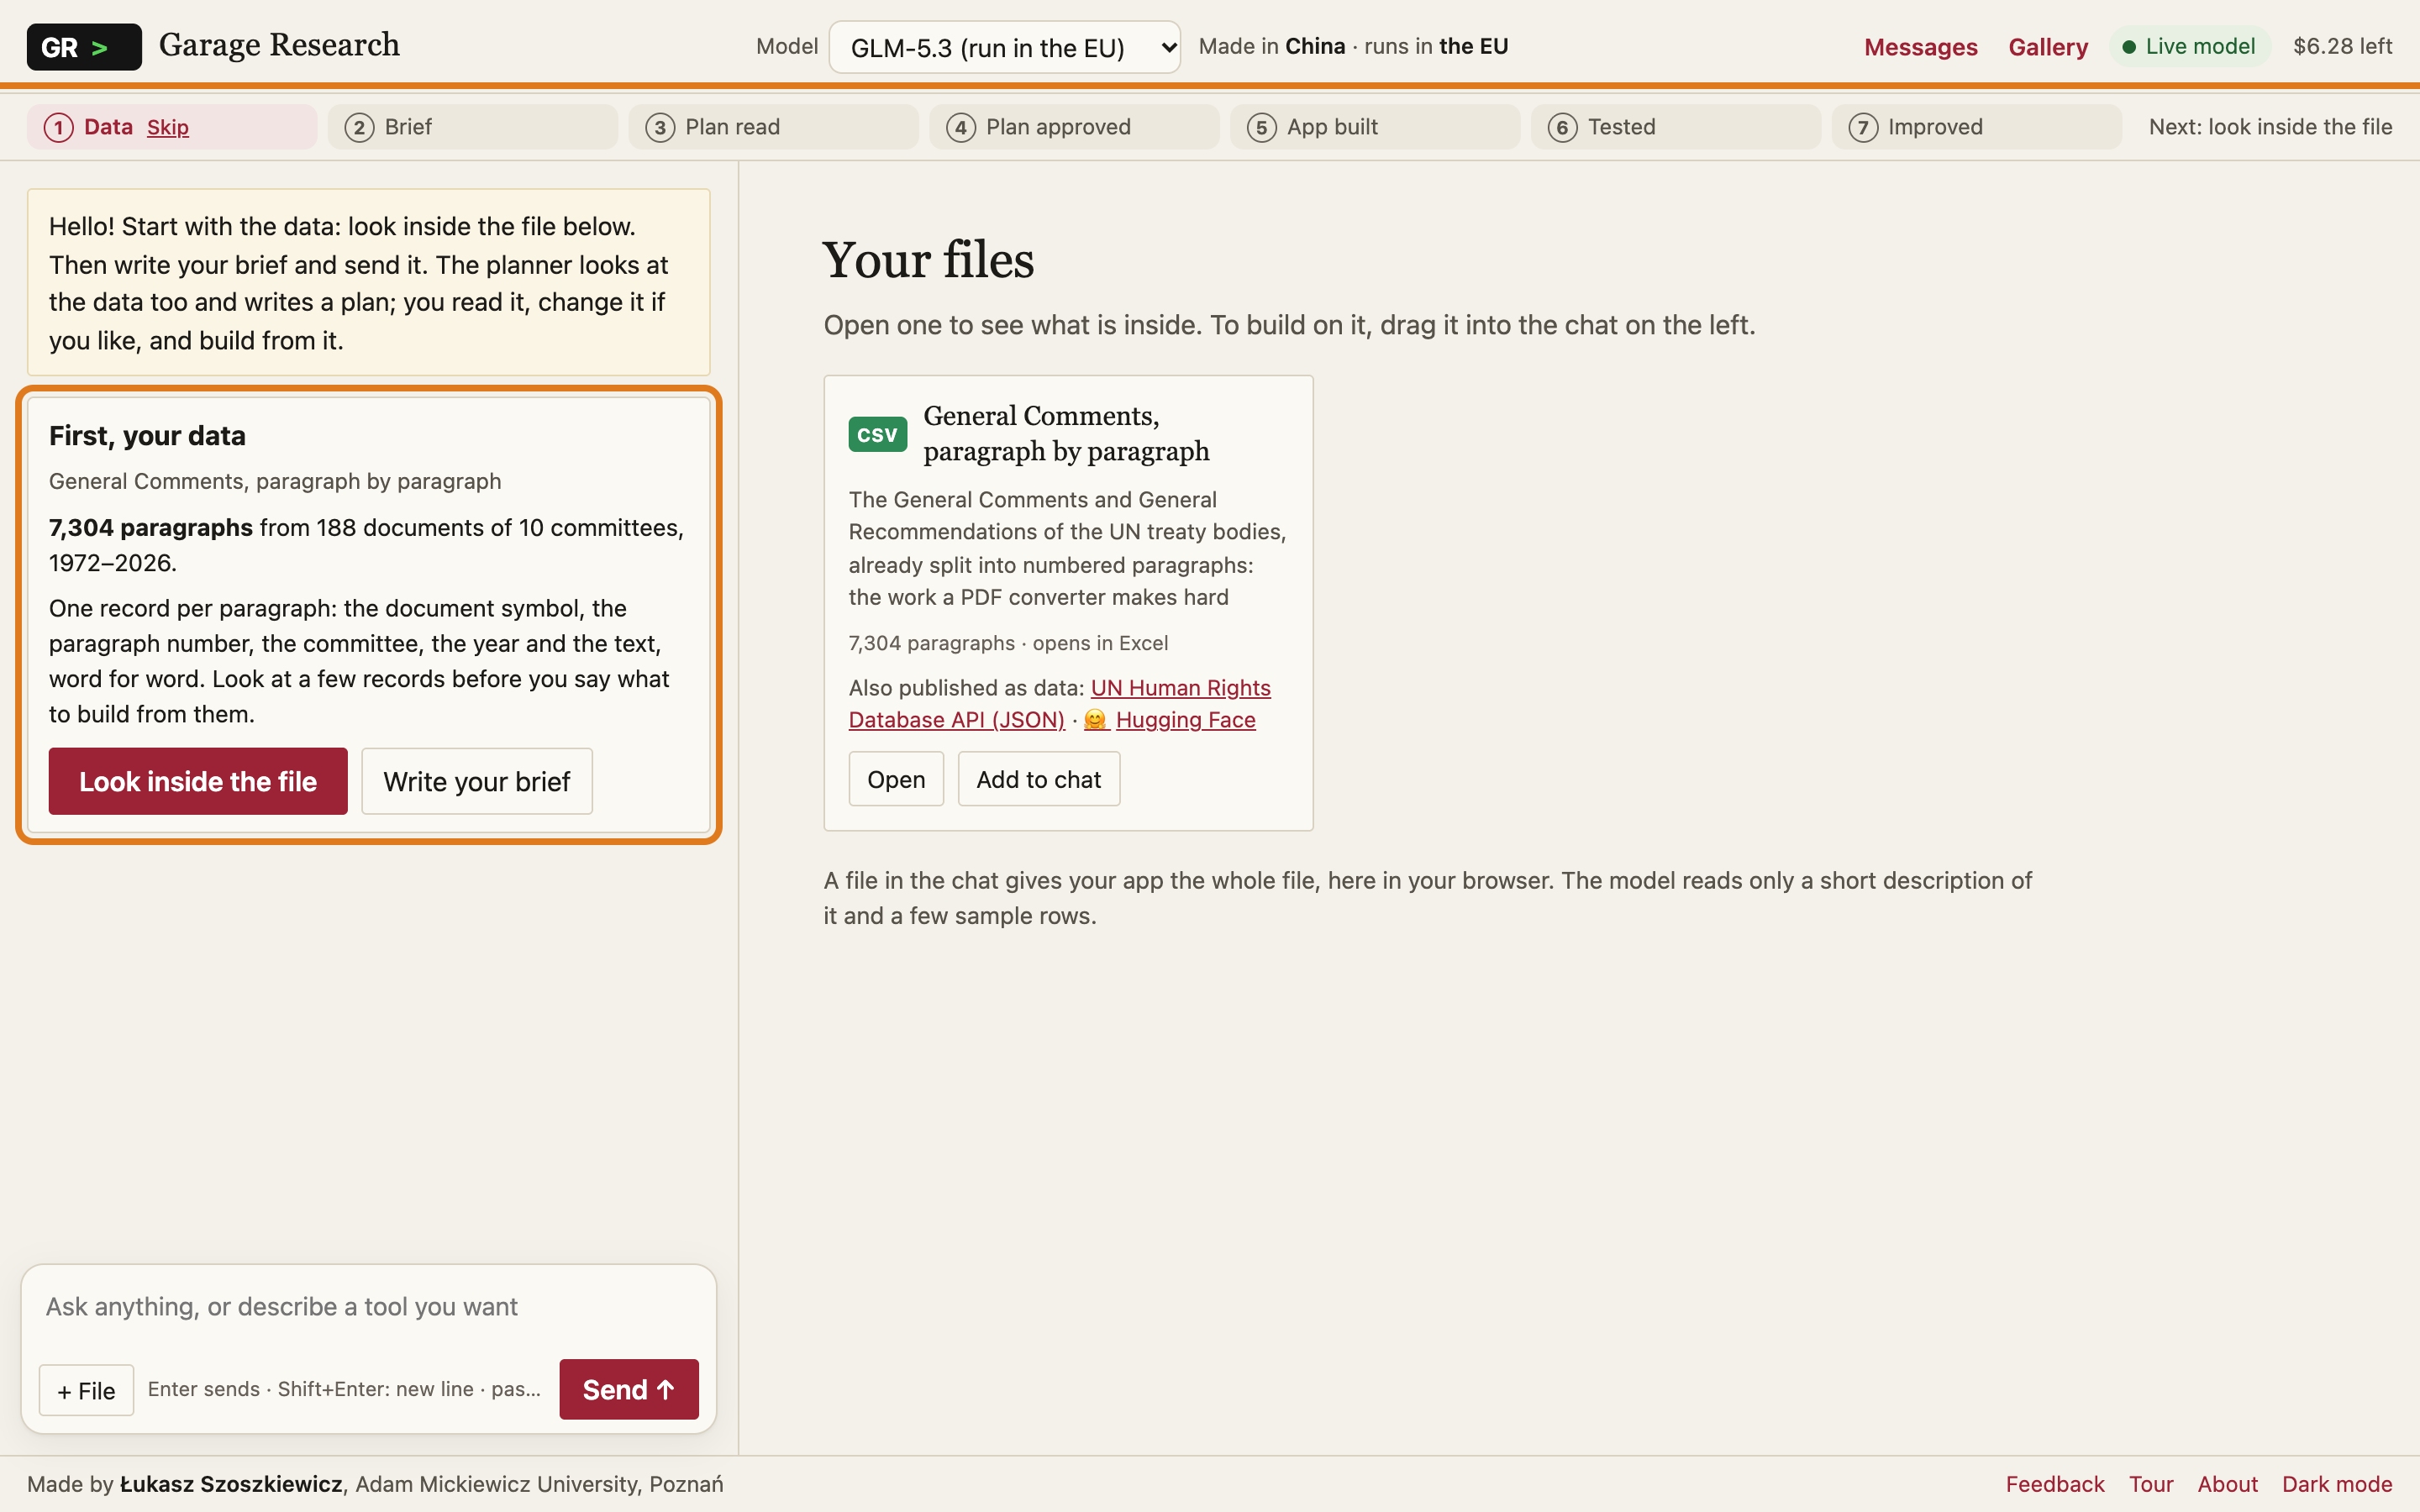 GR >
Garage Research
Model
GLM-5.3 (run in the EU)
Made in China · runs in the EU
Messages
Gallery
Live model
$6.28 left
1 Data Skip
2 Brief
3 Plan read
4 Plan approved
5 App built
6 Tested
7 Improved
Next: look inside the file
Hello! Start with the data: look inside the file below.
Then write your brief and send it. The planner looks at
the data too and writes a plan; you read it, change it if
you like, and build from it.
First, your data
General Comments, paragraph by paragraph
7,304 paragraphs from 188 documents of 10 committees,
1972–2026.
One record per paragraph: the document symbol, the
paragraph number, the committee, the year and the text,
word for word. Look at a few records before you say what
to build from them.
Look inside the file
Write your brief
Ask anything, or describe a tool you want
+ File
Enter sends · Shift+Enter: new line · pas...
Send ↑
Your files
Open one to see what is inside. To build on it, drag it into the chat on the left.
CSV
General Comments,
paragraph by paragraph
The General Comments and General
Recommendations of the UN treaty bodies,
already split into numbered paragraphs:
the work a PDF converter makes hard
7,304 paragraphs · opens in Excel
Also published as data: UN Human Rights
Database API (JSON) · 🤗 Hugging Face
Open
Add to chat
A file in the chat gives your app the whole file, here in your browser. The model reads only a short description of
it and a few sample rows.
Made by Łukasz Szoszkiewicz, Adam Mickiewicz University, Poznań
Feedback
Tour
About
Dark mode